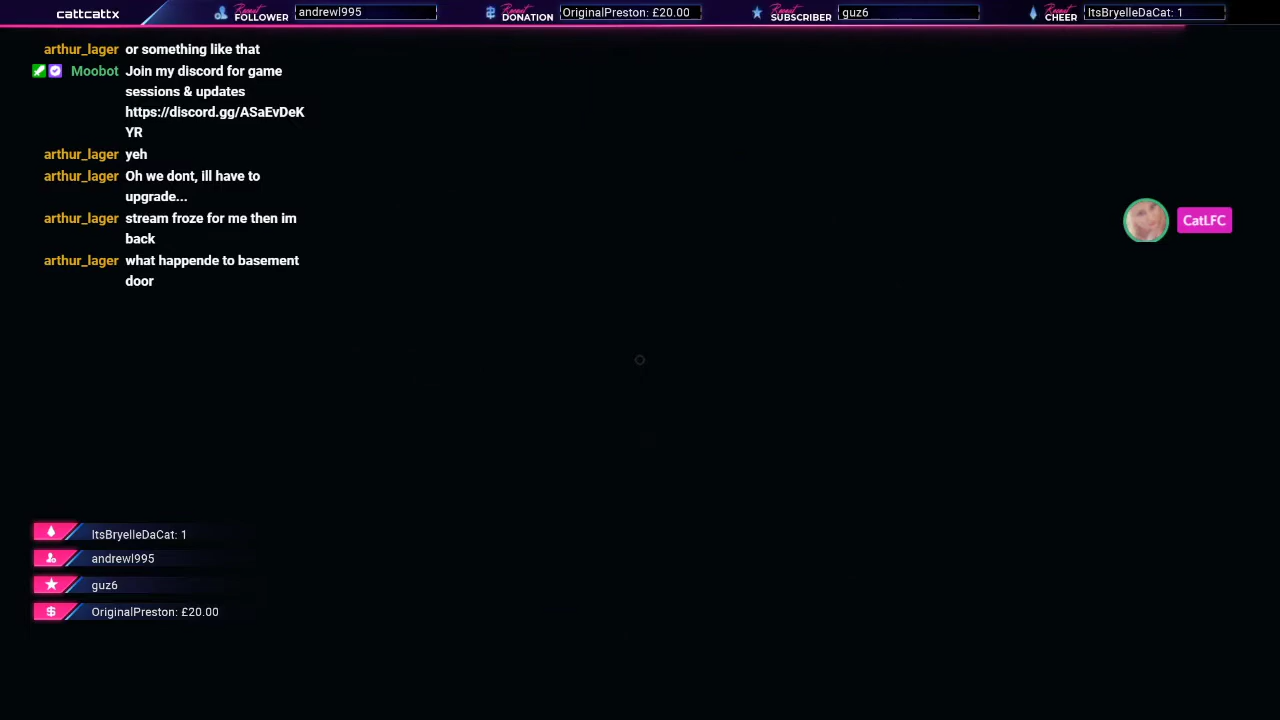 cattcattx
Recent FOLLOWER andrewl995
Recent DONATION OriginalPreston: £20.00
Recent SUBSCRIBER guz6
Recent CHEER ItsBryelleDaCat: 1
arthur_lager or something like that
Moobot Join my discord for game
sessions & updates
https://discord.gg/ASaEvDeK
YR
arthur_lager yeh
arthur_lager Oh we dont, ill have to
upgrade...
arthur_lager stream froze for me then im
back
arthur_lager what happende to basement
door
CatLFC
ItsBryelleDaCat: 1
andrewl995
guz6
OriginalPreston: £20.00